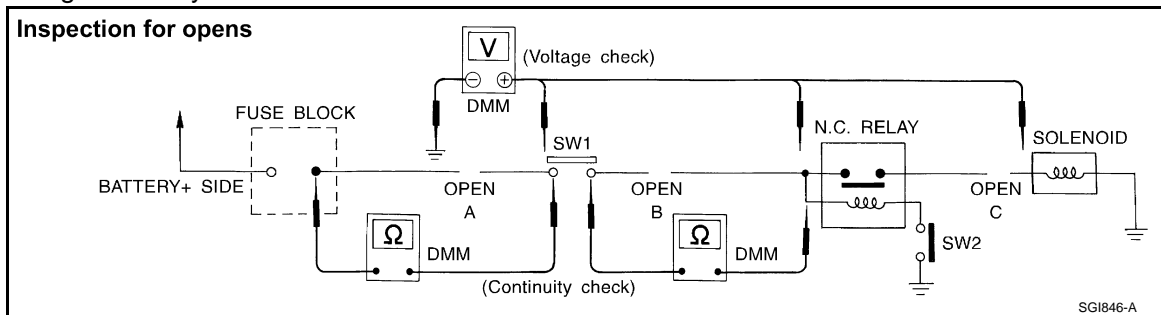 Inspection for opens
V
(Voltage check)
DMM
FUSE BLOCK
SW1
N.C. RELAY
SOLENOID
BATTERY+ SIDE
OPEN
A
OPEN
B
OPEN
C
Ω
DMM
Ω
DMM
SW2
(Continuity check)
SGI846-A